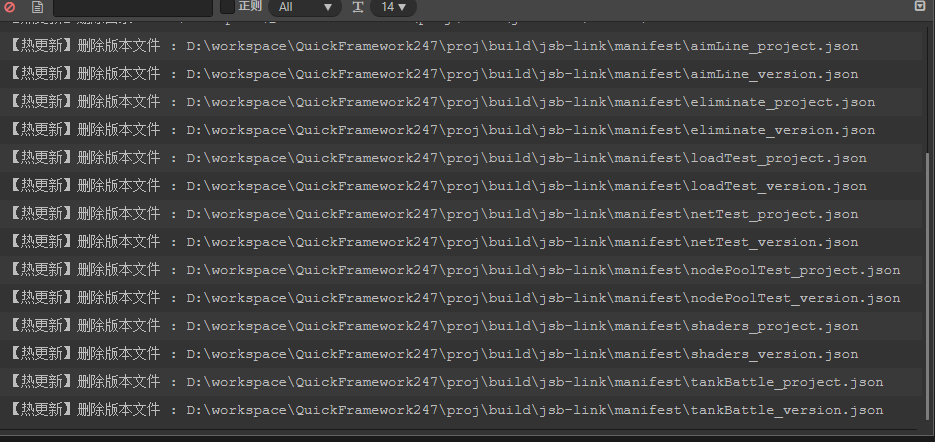 正则 All 14
【热更新】删除版本文件 : D:\workspace\QuickFramework247\proj\build\jsb-link\manifest\aimLine_project.json
【热更新】删除版本文件 : D:\workspace\QuickFramework247\proj\build\jsb-link\manifest\aimLine_version.json
【热更新】删除版本文件 : D:\workspace\QuickFramework247\proj\build\jsb-link\manifest\eliminate_project.json
【热更新】删除版本文件 : D:\workspace\QuickFramework247\proj\build\jsb-link\manifest\eliminate_version.json
【热更新】删除版本文件 : D:\workspace\QuickFramework247\proj\build\jsb-link\manifest\loadTest_project.json
【热更新】删除版本文件 : D:\workspace\QuickFramework247\proj\build\jsb-link\manifest\loadTest_version.json
【热更新】删除版本文件 : D:\workspace\QuickFramework247\proj\build\jsb-link\manifest\netTest_project.json
【热更新】删除版本文件 : D:\workspace\QuickFramework247\proj\build\jsb-link\manifest\netTest_version.json
【热更新】删除版本文件 : D:\workspace\QuickFramework247\proj\build\jsb-link\manifest\nodePoolTest_project.json
【热更新】删除版本文件 : D:\workspace\QuickFramework247\proj\build\jsb-link\manifest\nodePoolTest_version.json
【热更新】删除版本文件 : D:\workspace\QuickFramework247\proj\build\jsb-link\manifest\shaders_project.json
【热更新】删除版本文件 : D:\workspace\QuickFramework247\proj\build\jsb-link\manifest\shaders_version.json
【热更新】删除版本文件 : D:\workspace\QuickFramework247\proj\build\jsb-link\manifest\tankBattle_project.json
【热更新】删除版本文件 : D:\workspace\QuickFramework247\proj\build\jsb-link\manifest\tankBattle_version.json